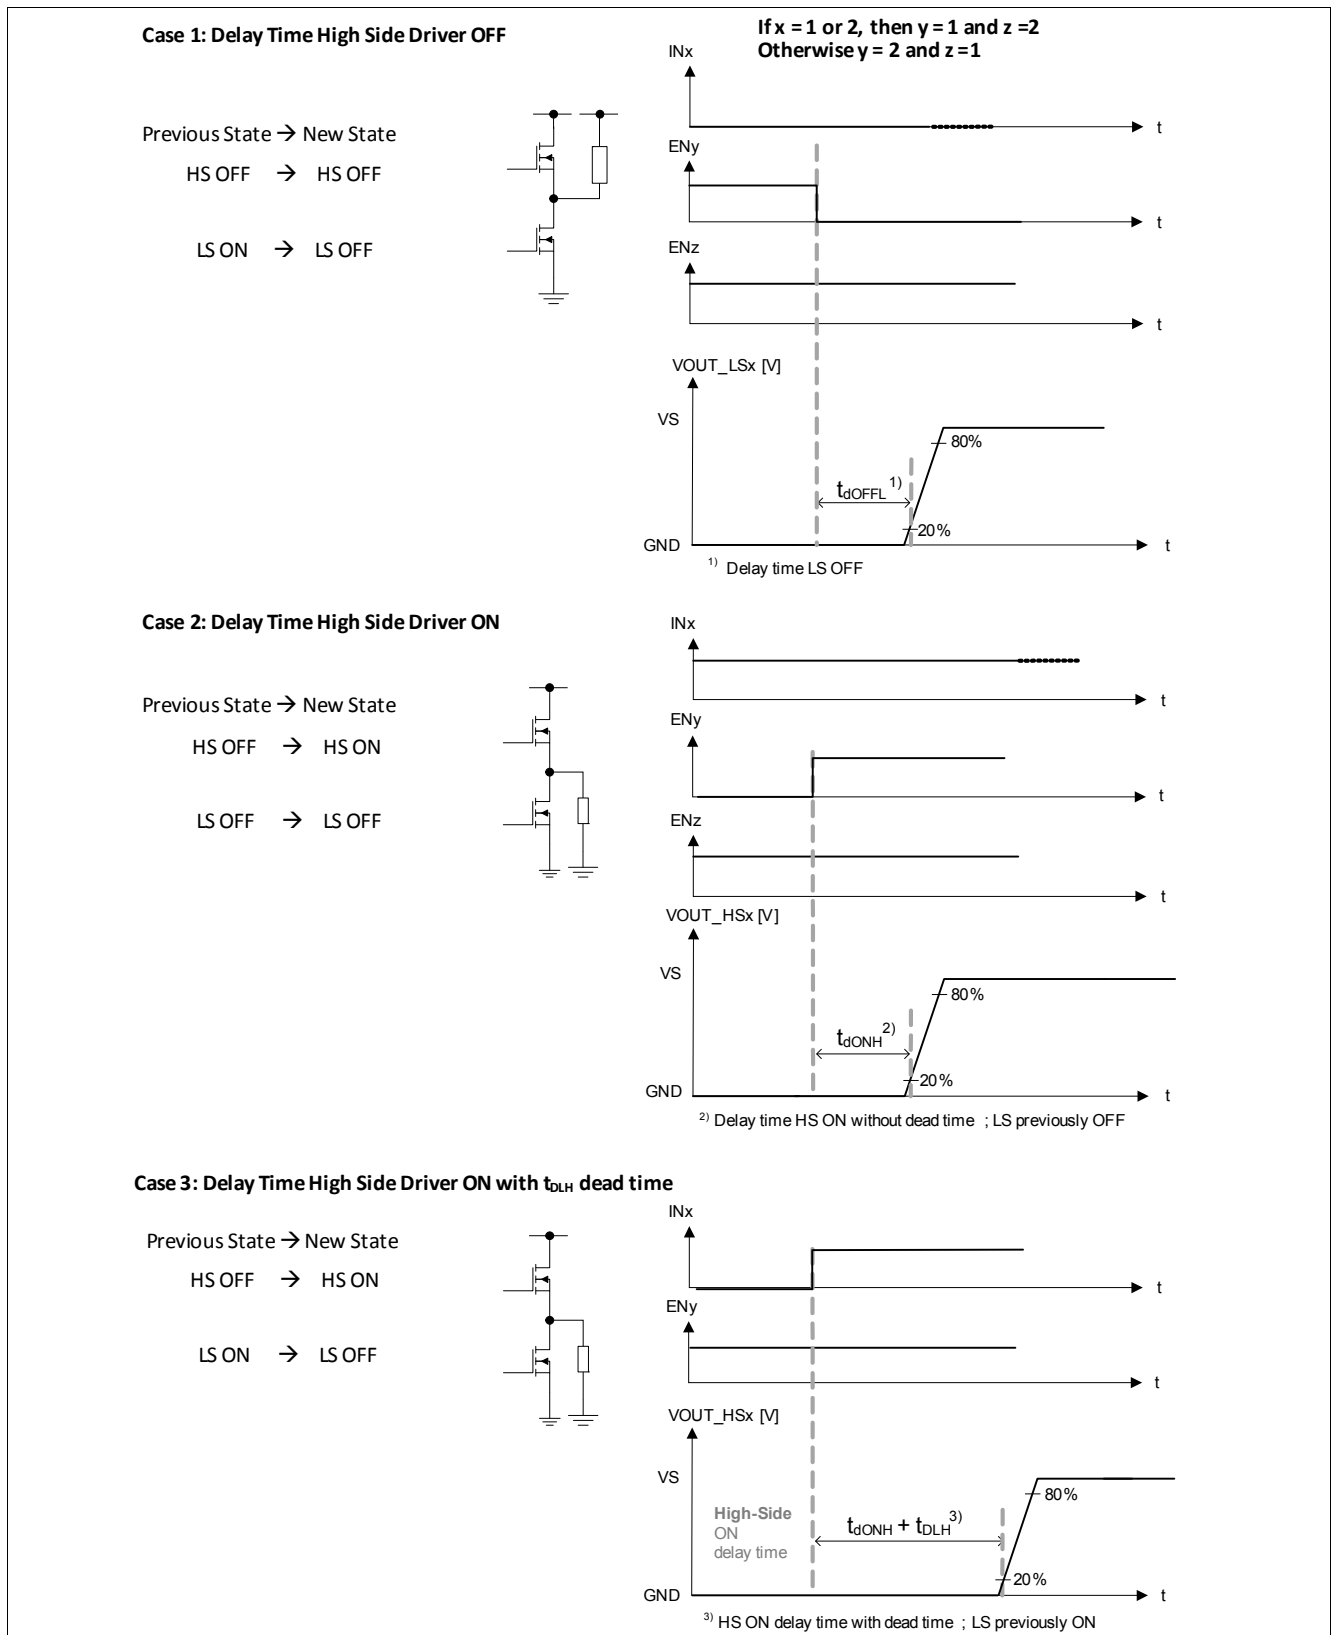 Case 1: Delay Time High Side Driver OFF
If x = 1 or 2, then y = 1 and z =2
Otherwise y = 2 and z =1
INx
t
Previous State → New State
HS OFF → HS OFF
LS ON → LS OFF
ENy
t
ENz
t
VOUT_LSx [V]
VS
80%
tdOFFL 1)
20%
GND
t
1) Delay time LS OFF
Case 2: Delay Time High Side Driver ON
INx
t
Previous State → New State
HS OFF → HS ON
LS OFF → LS OFF
ENy
t
ENz
t
VOUT_HSx [V]
VS
80%
tdONH 2)
20%
GND
t
2) Delay time HS ON without dead time ; LS previously OFF
Case 3: Delay Time High Side Driver ON with tDLH dead time
INx
t
Previous State → New State
HS OFF → HS ON
LS ON → LS OFF
ENy
t
VOUT_HSx [V]
VS
80%
High-Side
ON
delay time
tdONH + tDLH 3)
20%
GND
t
3) HS ON delay time with dead time ; LS previously ON